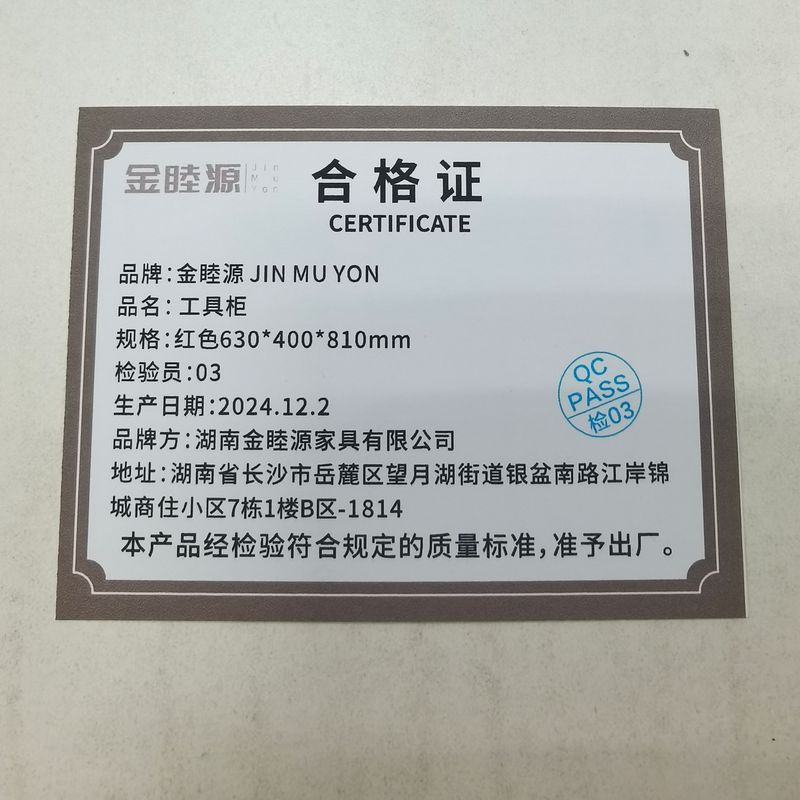 金睦源
Jin
Mu
Yon
合格证
CERTIFICATE
品牌:金睦源 JIN MU YON
品名:工具柜
规格:红色630*400*810mm
检验员:03
生产日期:2024.12.2
品牌方:湖南金睦源家具有限公司
地址:湖南省长沙市岳麓区望月湖街道银盆南路江岸锦
城商住小区7栋1楼B区-1814
本产品经检验符合规定的质量标准,准予出厂。
QC
PASS
检03